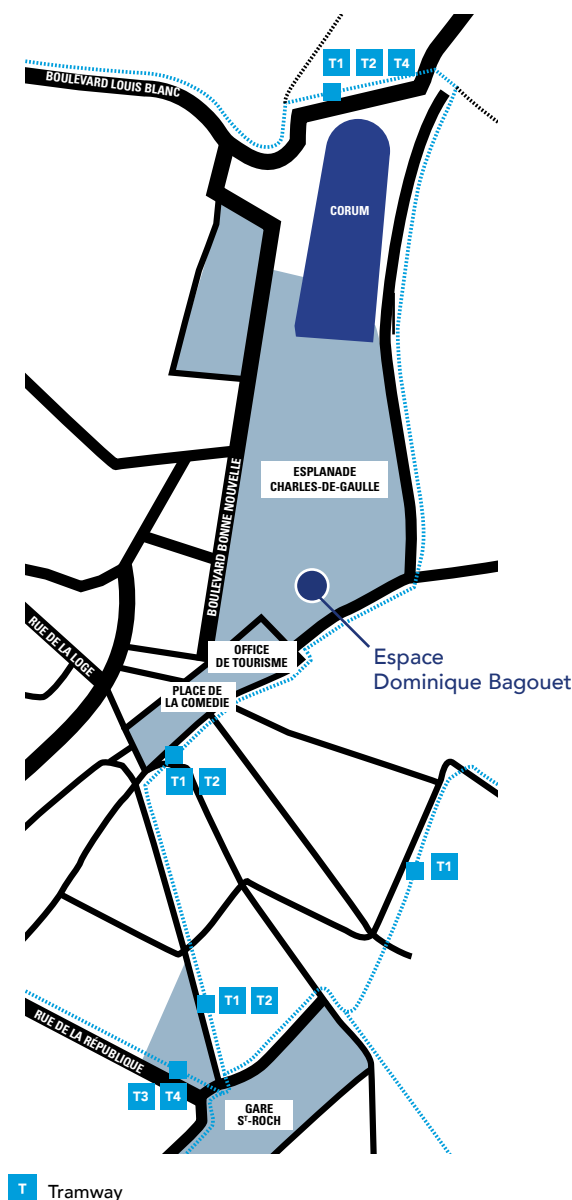 T1 T2 T4
BOULEVARD LOUIS BLANC
CORUM
ESPLANADE
CHARLES-DE-GAULLE
BOULEVARD BONNE NOUVELLE
RUE DE LA LOGE
OFFICE
DE TOURISME
Espace
Dominique Bagouet
PLACE DE
LA COMEDIE
T1 T2
T1
T1 T2
RUE DE LA RÉPUBLIQUE
T3 T4
GARE
Sᵀ-ROCH
T Tramway